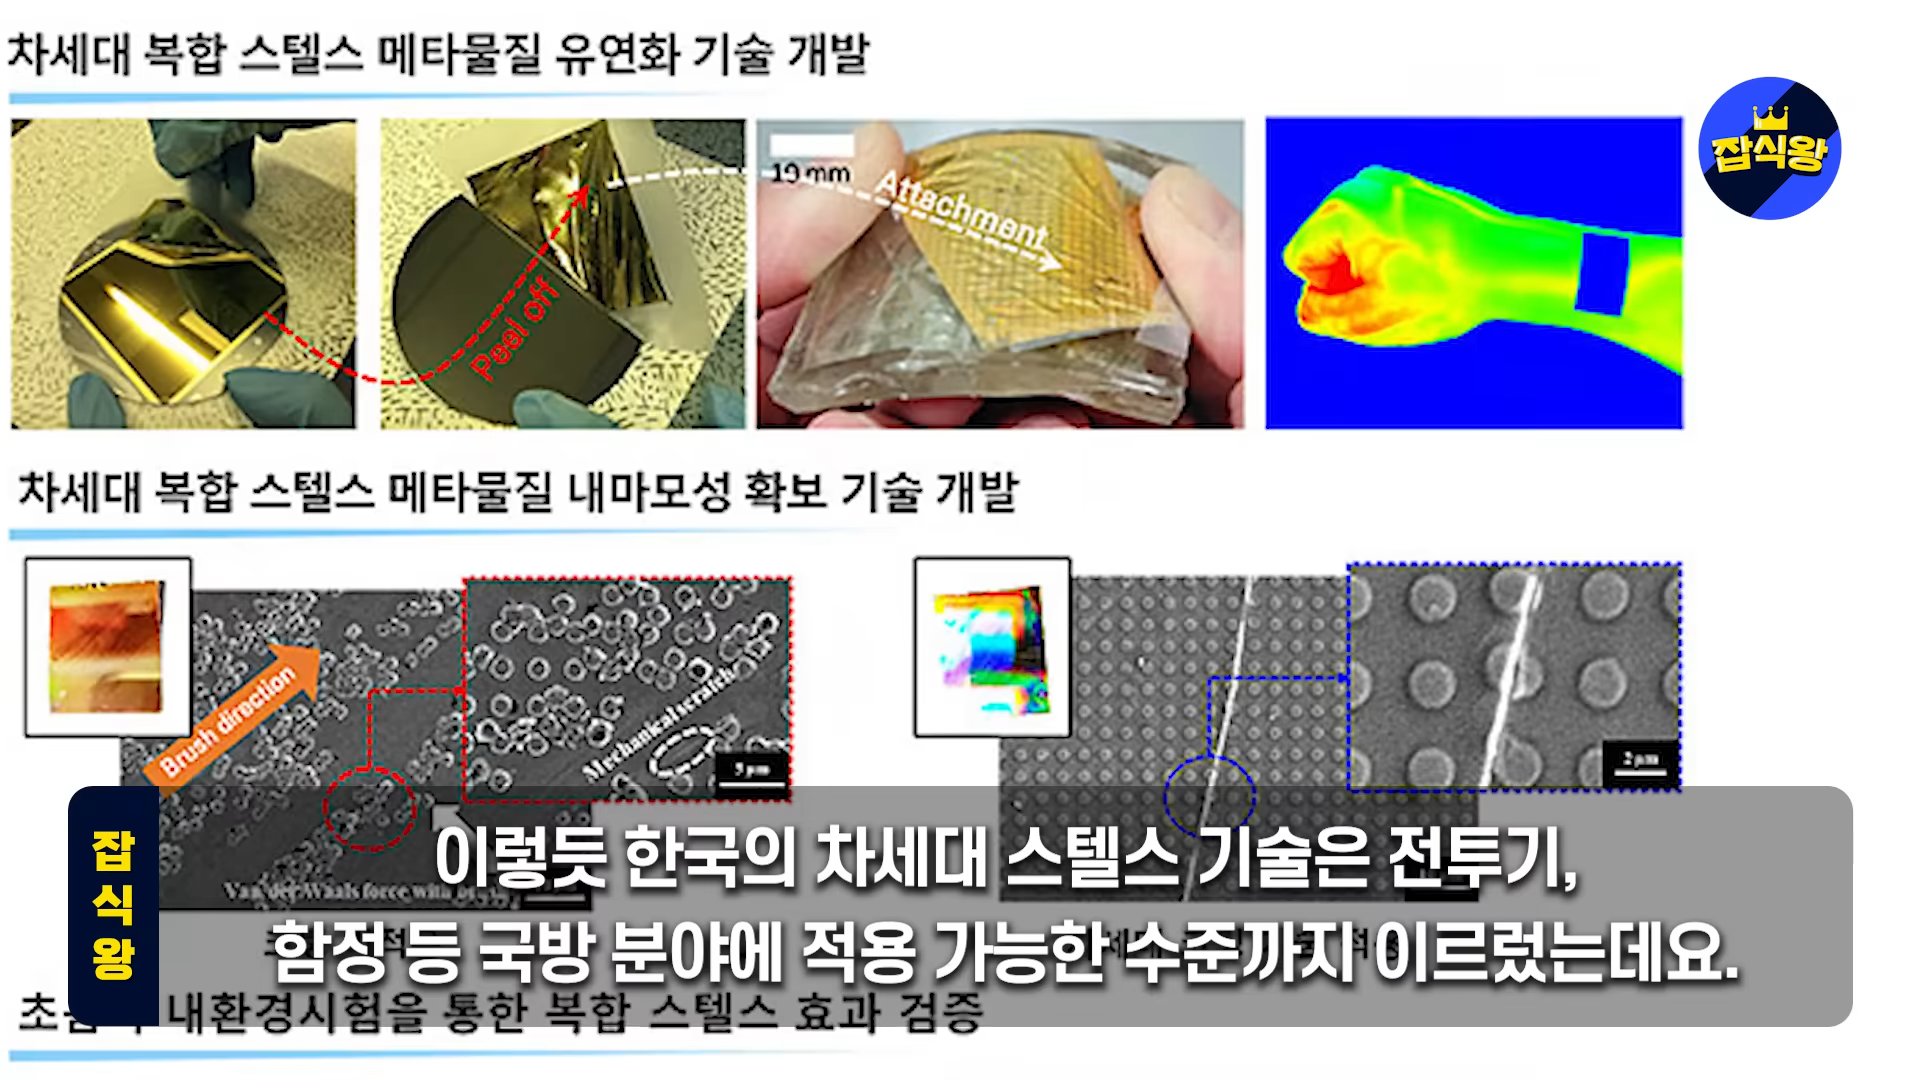 차세대 복합 스텔스 메타물질 유연화 기술 개발
잡식왕
10 mm
Attachment
Peel off
차세대 복합 스텔스 메타물질 내마모성 확보 기술 개발
Brush direction
Mechanical scratch
5 μm
2 μm
Van der Waals force with
잡식왕
이렇듯 한국의 차세대 스텔스 기술은 전투기,
함정 등 국방 분야에 적용 가능한 수준까지 이르렀는데요.
내환경시험을 통한 복합 스텔스 효과 검증